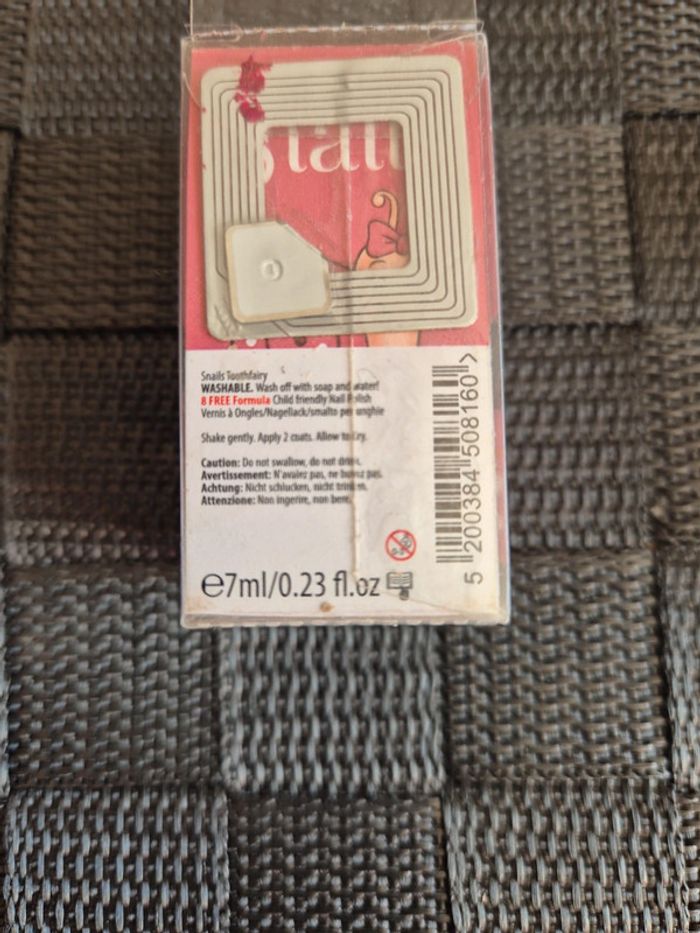 Snails Toothfairy
WASHABLE. Wash off with soap and water!
8 FREE Formula Child friendly Nail Polish
Vernis à Ongles/Nagellack/smalto per unghie
Shake gently. Apply 2 coats. Allow to dry.
Caution: Do not swallow, do not drink.
Avertissement: N'avalez pas, ne buvez pas.
Achtung: Nicht schlucken, nicht trinken.
Attenzione: Non ingerire, non bere.
℮7ml/0.23 fl.oz
5 200384 508160 >